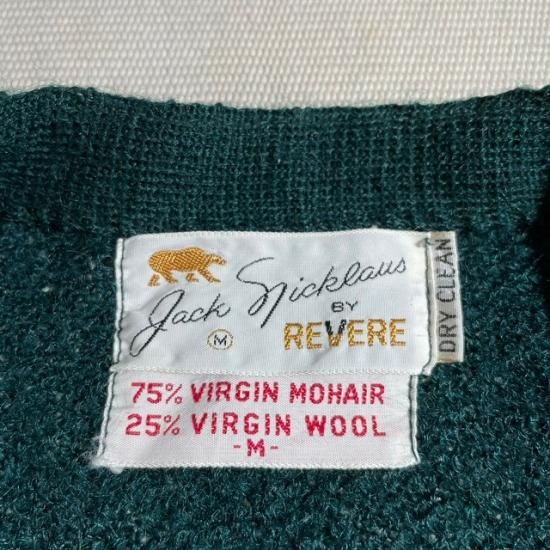 Jack Nicklaus
BY
M
REVERE
DRY CLEAN
75% VIRGIN MOHAIR
25% VIRGIN WOOL
-M-